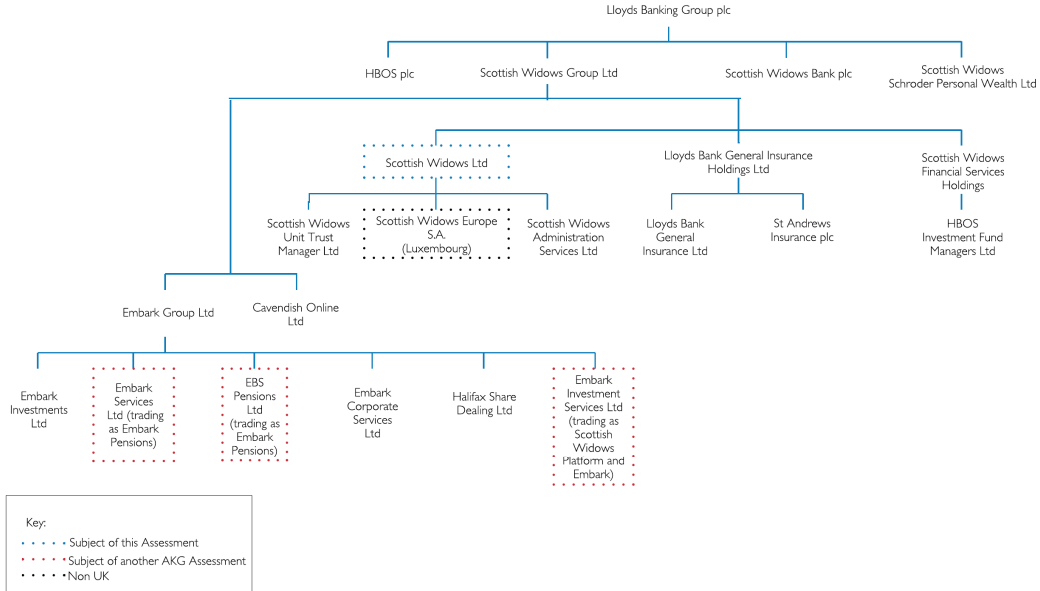 Lloyds Banking Group plc
HBOS plc
Scottish Widows Group Ltd
Scottish Widows Bank plc
Scottish Widows
Schroder Personal Wealth Ltd
Scottish Widows Ltd
Lloyds Bank General Insurance
Holdings Ltd
Scottish Widows
Financial Services
Holdings
Scottish Widows
Unit Trust
Manager Ltd
Scottish Widows Europe
S.A.
(Luxembourg)
Scottish Widows
Administration
Services Ltd
Lloyds Bank
General
Insurance Ltd
St Andrews
Insurance plc
HBOS
Investment Fund
Managers Ltd
Embark Group Ltd
Cavendish Online
Ltd
Embark
Investments
Ltd
Embark
Services
Ltd (trading
as Embark
Pensions)
EBS
Pensions
Ltd
(trading as
Embark
Pensions)
Embark
Corporate
Services
Ltd
Halifax Share
Dealing Ltd
Embark
Investment
Services Ltd
(trading as
Scottish
Widows
Platform and
Embark)
Key:
Subject of this Assessment
Subject of another AKG Assessment
Non UK